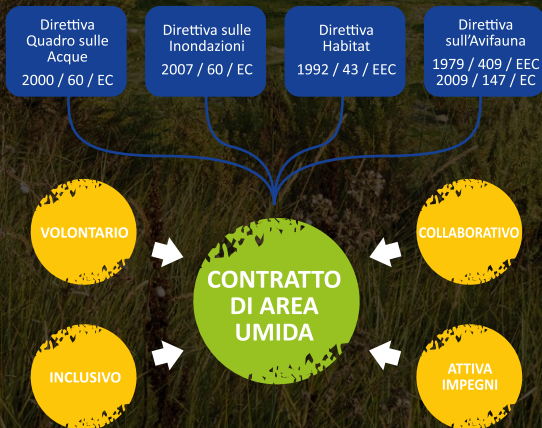 Direttiva
Quadro sulle
Acque
2000 / 60 / EC
Direttiva sulle
Inondazioni
2007 / 60 / EC
Direttiva
Habitat
1992 / 43 / EEC
Direttiva
sull'Avifauna
1979 / 409 / EEC
2009 / 147 / EC
VOLONTARIO
COLLABORATIVO
CONTRATTO
DI AREA
UMIDA
INCLUSIVO
ATTIVA
IMPEGNI